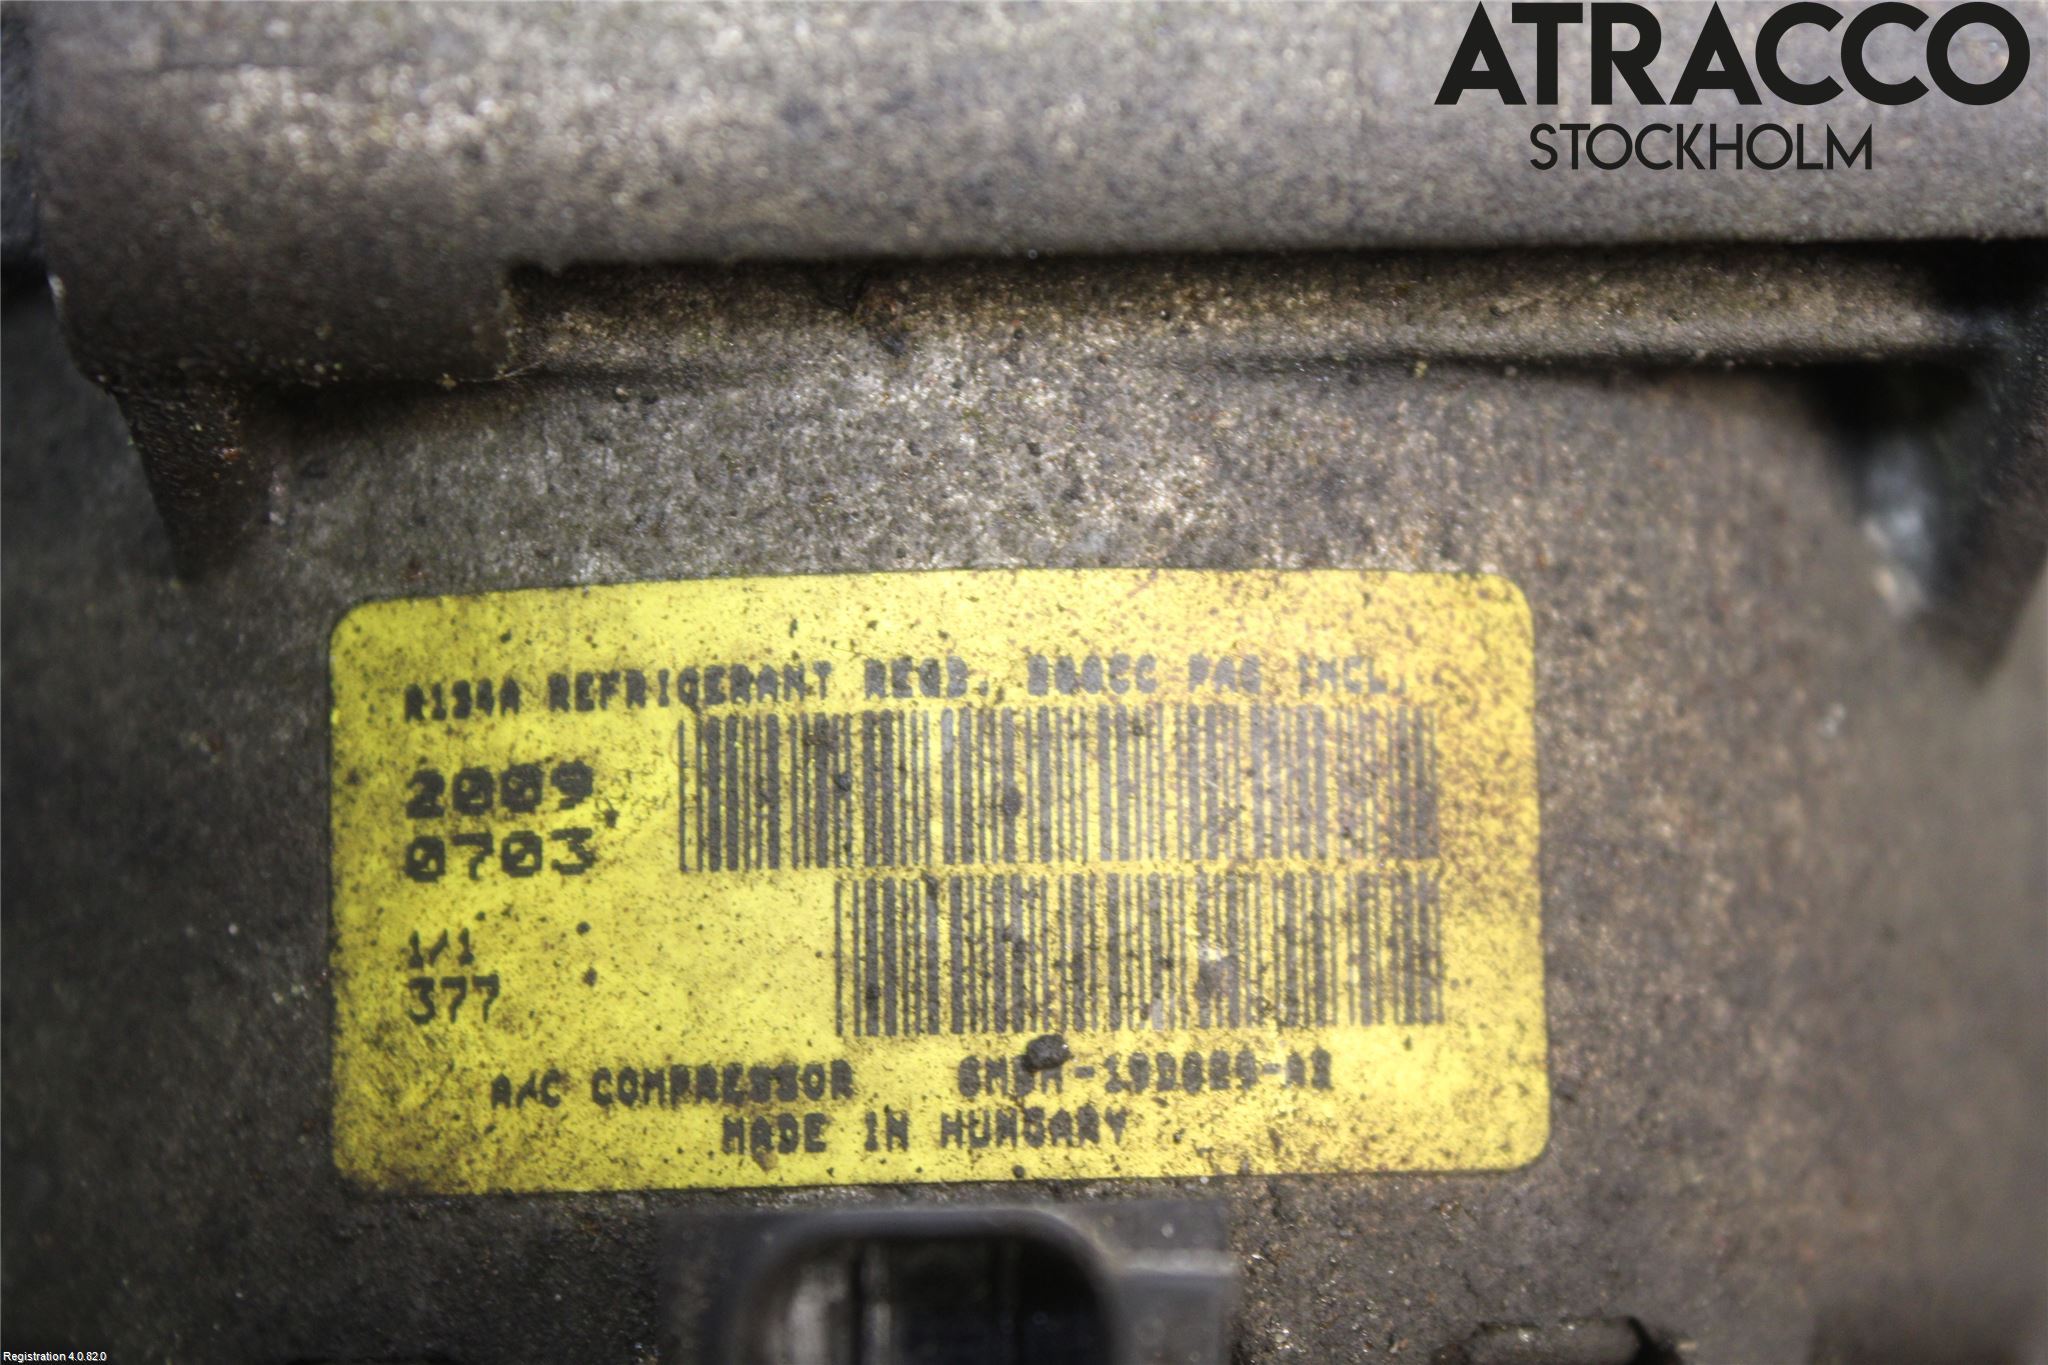 ATRACCO
STOCKHOLM
R134A REFRIGERANT REQD. PAG INCL.
2009
0703
1/1
377
A/C COMPRESSOR
MADE IN HUNGARY
Registration 4.0.82.0